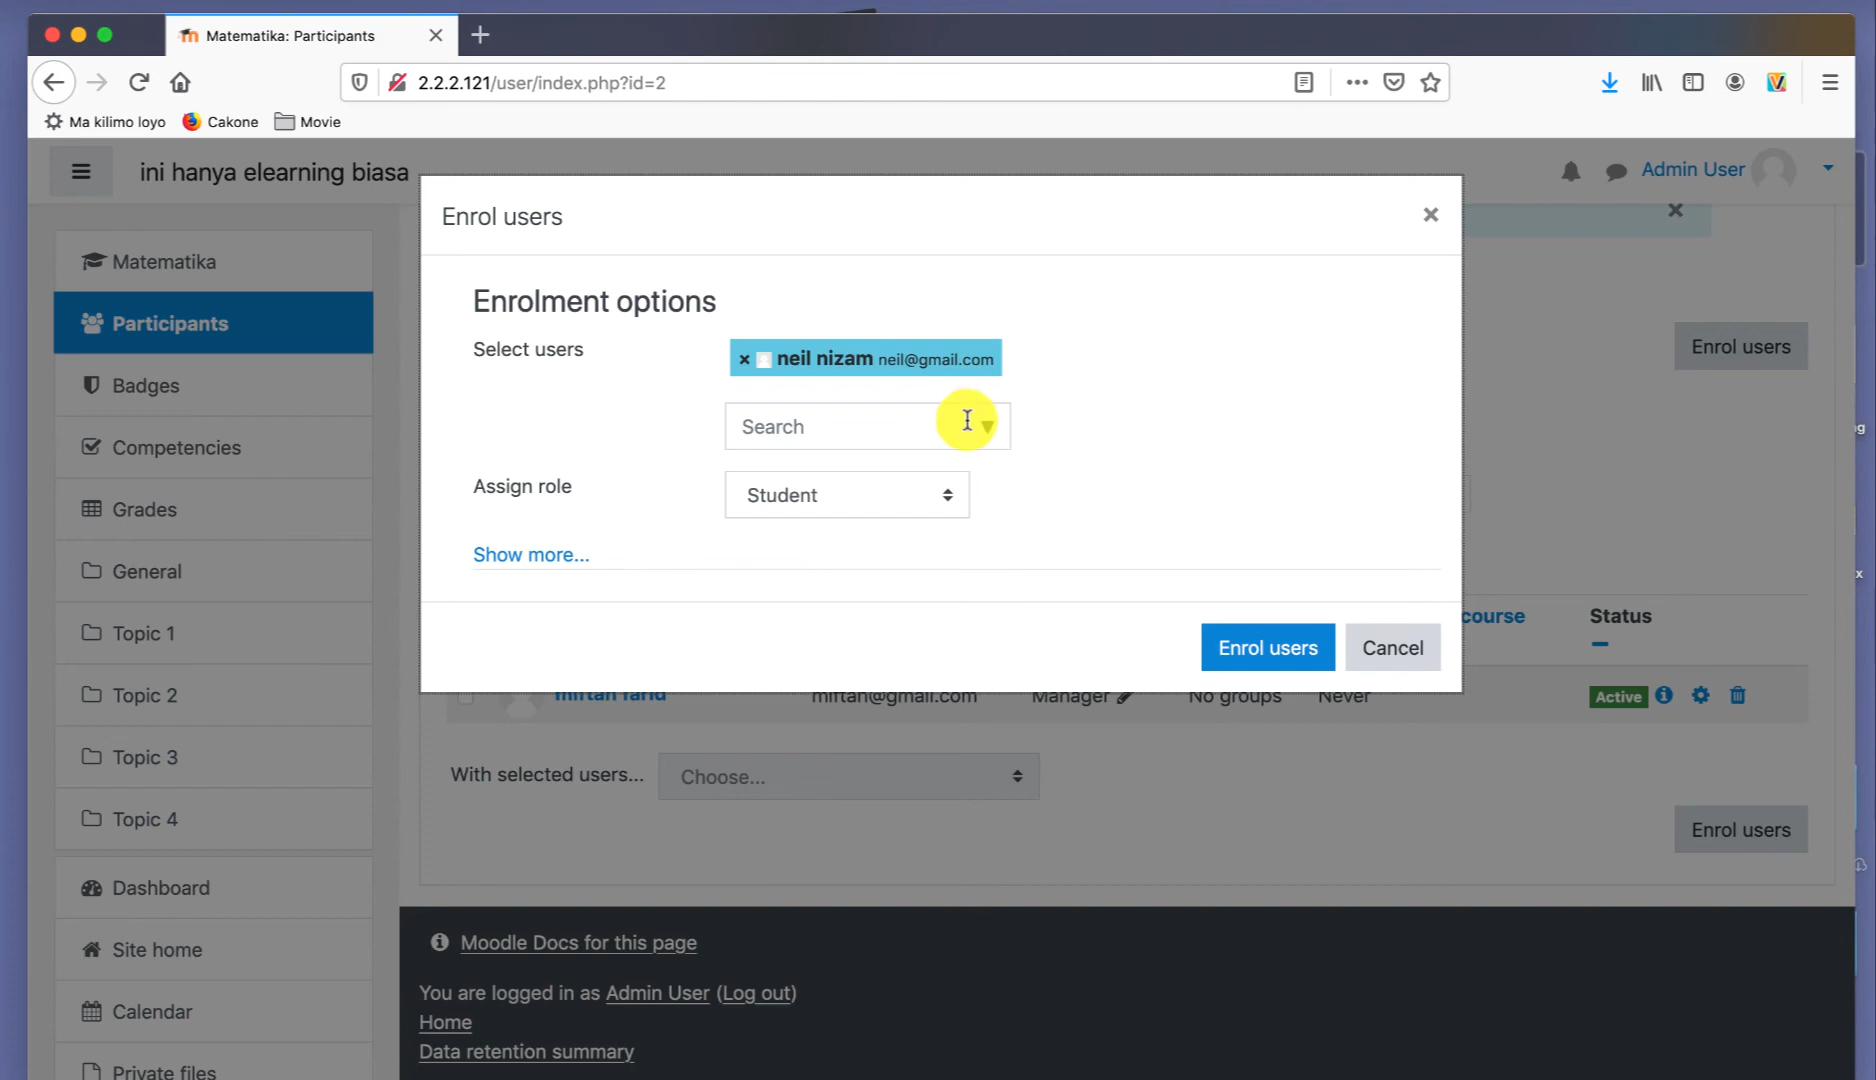 Matematika: Participants
2.2.2.121/user/index.php?id=2
Ma kilimo loyo Cakone Movie
ini hanya elearning biasa
Admin User
Enrol users
Matematika
Enrolment options
Participants
Select users
neil nizam neil@gmail.com
Enrol users
Badges
Search
Competencies
Assign role
Student
Grades
Show more...
General
course Status
Topic 1
Enrol users Cancel
Topic 2
miftah farid miftah@gmail.com Manager No groups Never Active
Topic 3
With selected users... Choose...
Topic 4
Enrol users
Dashboard
Moodle Docs for this page
Site home
You are logged in as Admin User (Log out)
Calendar
Home
Data retention summary
Private files